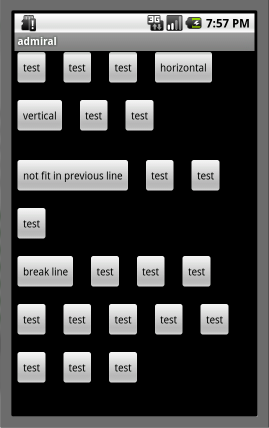 3G 7:57 PM
admiral
test test test horizontal
vertical test test
not fit in previous line test test
test
break line test test test
test test test test test
test test test